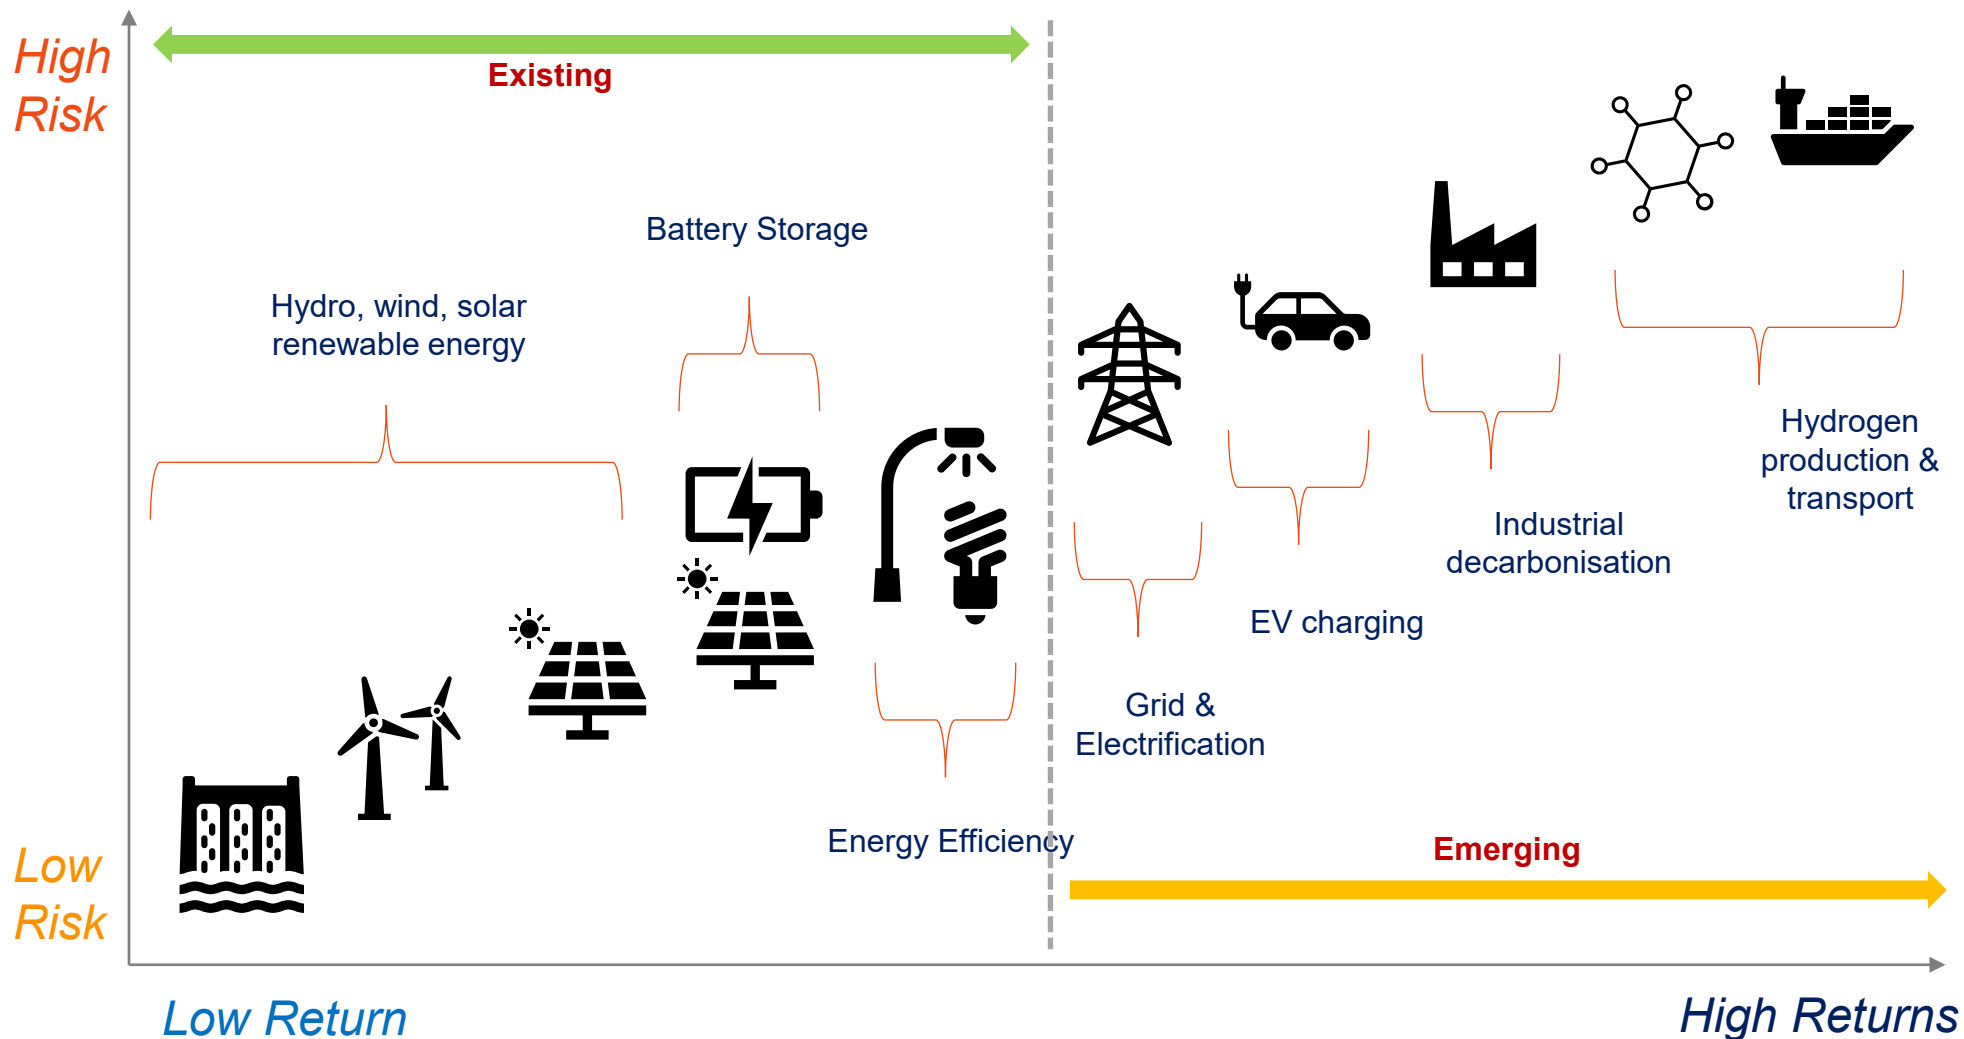 High
Risk
Existing
Battery Storage
Hydro, wind, solar
renewable energy
Hydrogen
production &
transport
Industrial
decarbonisation
EV charging
Grid &
Electrification
Energy Efficiency
Emerging
Low
Risk
Low Return
High Returns